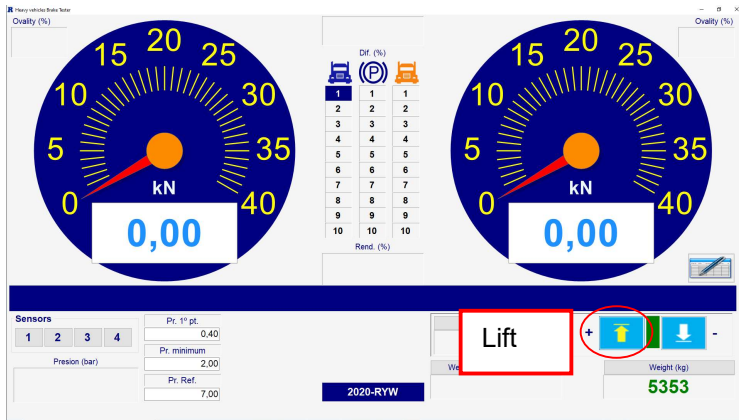 Heavy vehicles Brake Tester
Ovality (%)
Ovality (%)
0 5 10 15 20 25 30 35 40
kN
0,00
Dif. (%)
P
1 1 1
2 2 2
3 3 3
4 4 4
5 5 5
6 6 6
7 7 7
8 8 8
9 9 9
10 10 10
Rend. (%)
0 5 10 15 20 25 30 35 40
kN
0,00
Sensors
1 2 3 4
Presion (bar)
Pr. 1º pt.
0,40
Pr. minimum
2,00
Pr. Ref.
7,00
2020-RYW
Lift
+ -
Weight (kg)
5353